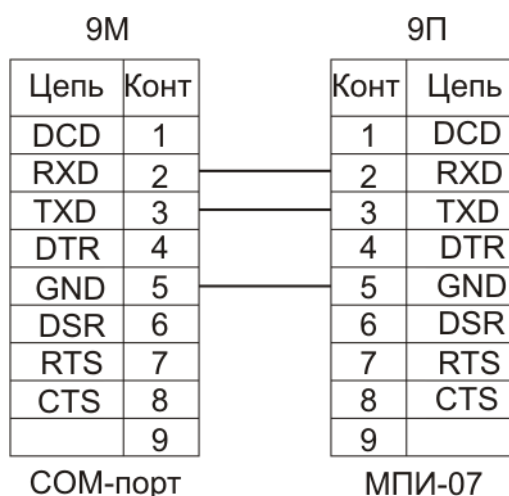 9М 9П
Цепь Конт Конт Цепь
DCD 1 1 DCD
RXD 2 2 RXD
TXD 3 3 TXD
DTR 4 4 DTR
GND 5 5 GND
DSR 6 6 DSR
RTS 7 7 RTS
CTS 8 8 CTS
9 9
COM-порт МПИ-07